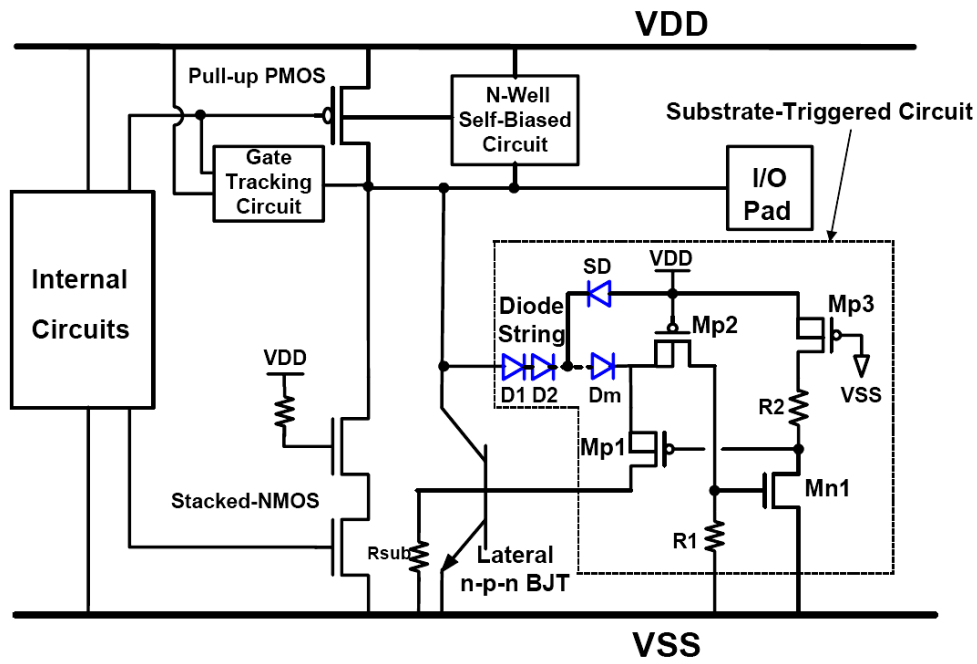 VDD
Pull-up PMOS
N-Well
Self-Biased
Circuit
Substrate-Triggered Circuit
Gate
Tracking
Circuit
I/O
Pad
Internal
Circuits
VDD
SD
Diode
String
Mp2
Mp3
VDD
D1 D2 Dm
VSS
R2
Mp1
Mn1
Stacked-NMOS
Rsub
R1
Lateral
n-p-n BJT
VSS